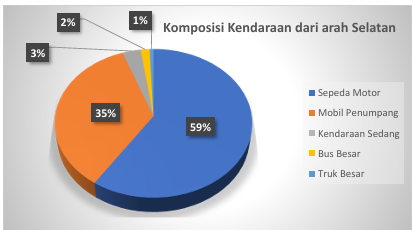 Komposisi Kendaraan dari arah Selatan
2%
1%
3%
35%
59%
Sepeda Motor
Mobil Penumpang
Kendaraan Sedang
Bus Besar
Truk Besar